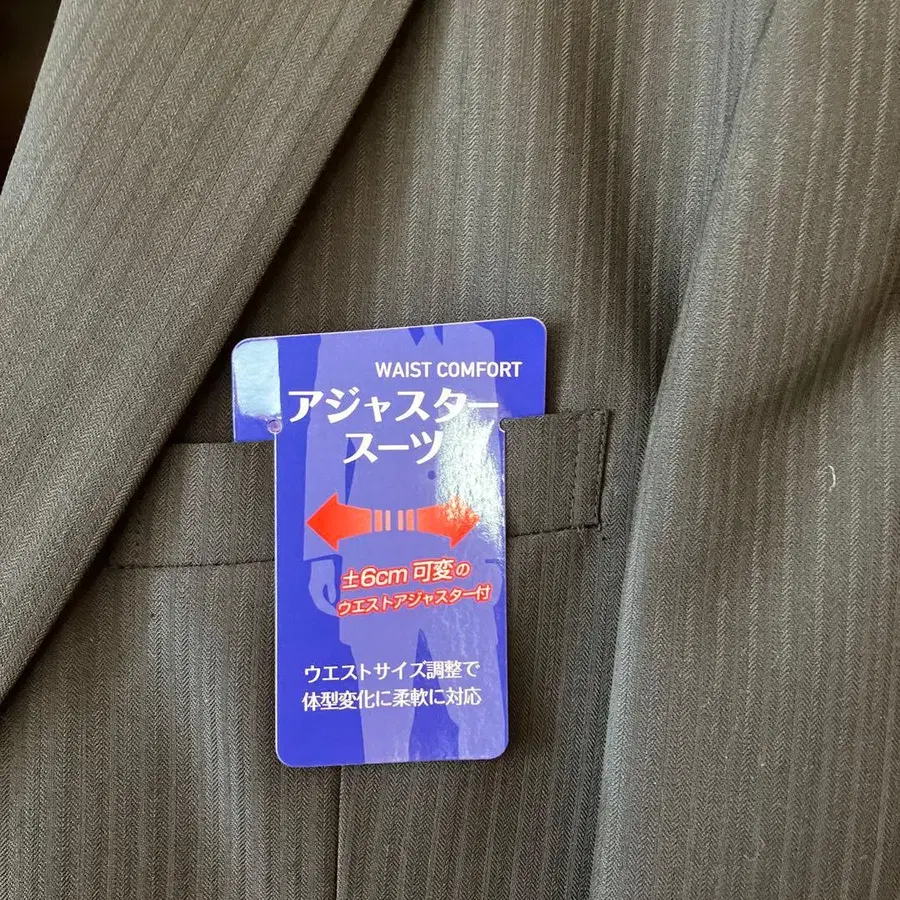 WAIST COMFORT
アジャスター
スーツ
±6cm 可変の
ウエストアジャスター付
ウエストサイズ調整で
体型変化に柔軟に対応